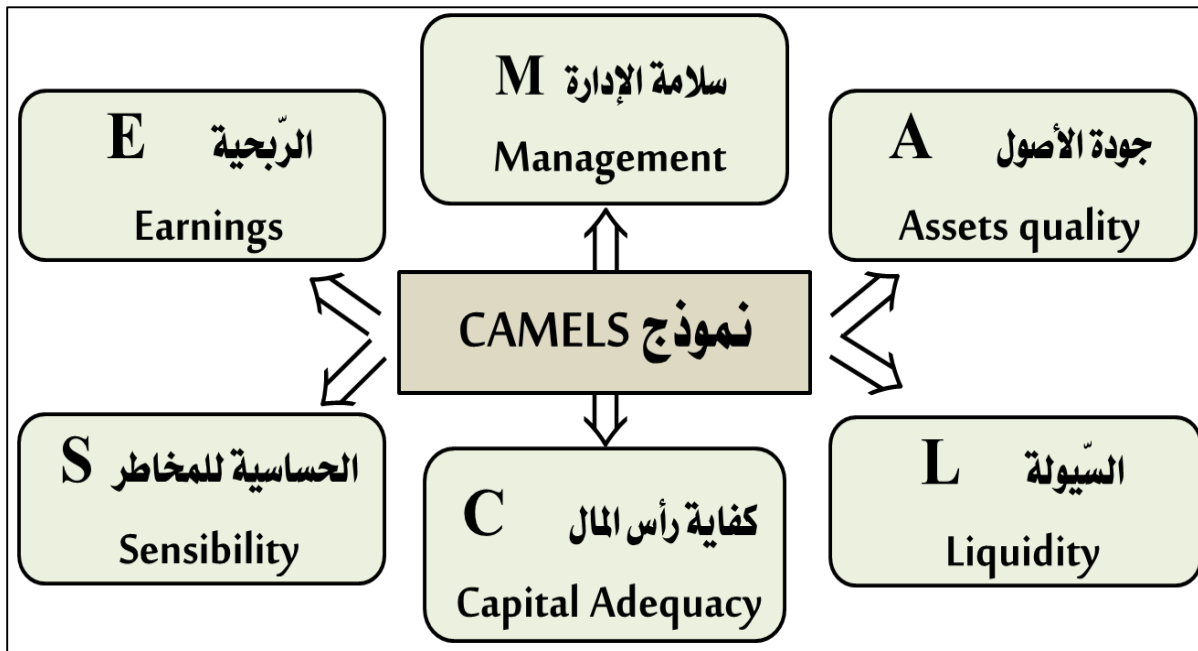 سلامة الإدارة M
Management
الرّبحية E
Earnings
جودة الأصول A
Assets quality
نموذج CAMELS
الحساسية للمخاطر S
Sensibility
كفاية رأس المال C
Capital Adequacy
السّيولة L
Liquidity